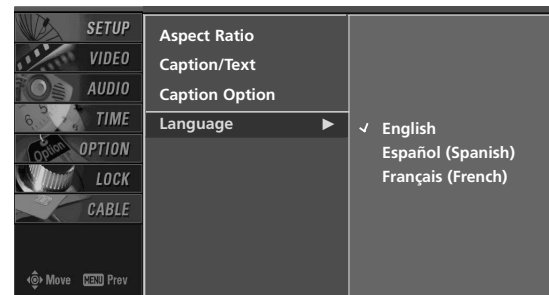 SETUP
VIDEO
AUDIO
TIME
OPTION
LOCK
CABLE
Move MENU Prev
Aspect Ratio
Caption/Text
Caption Option
Language ▶
✓ English
Español (Spanish)
Français (French)